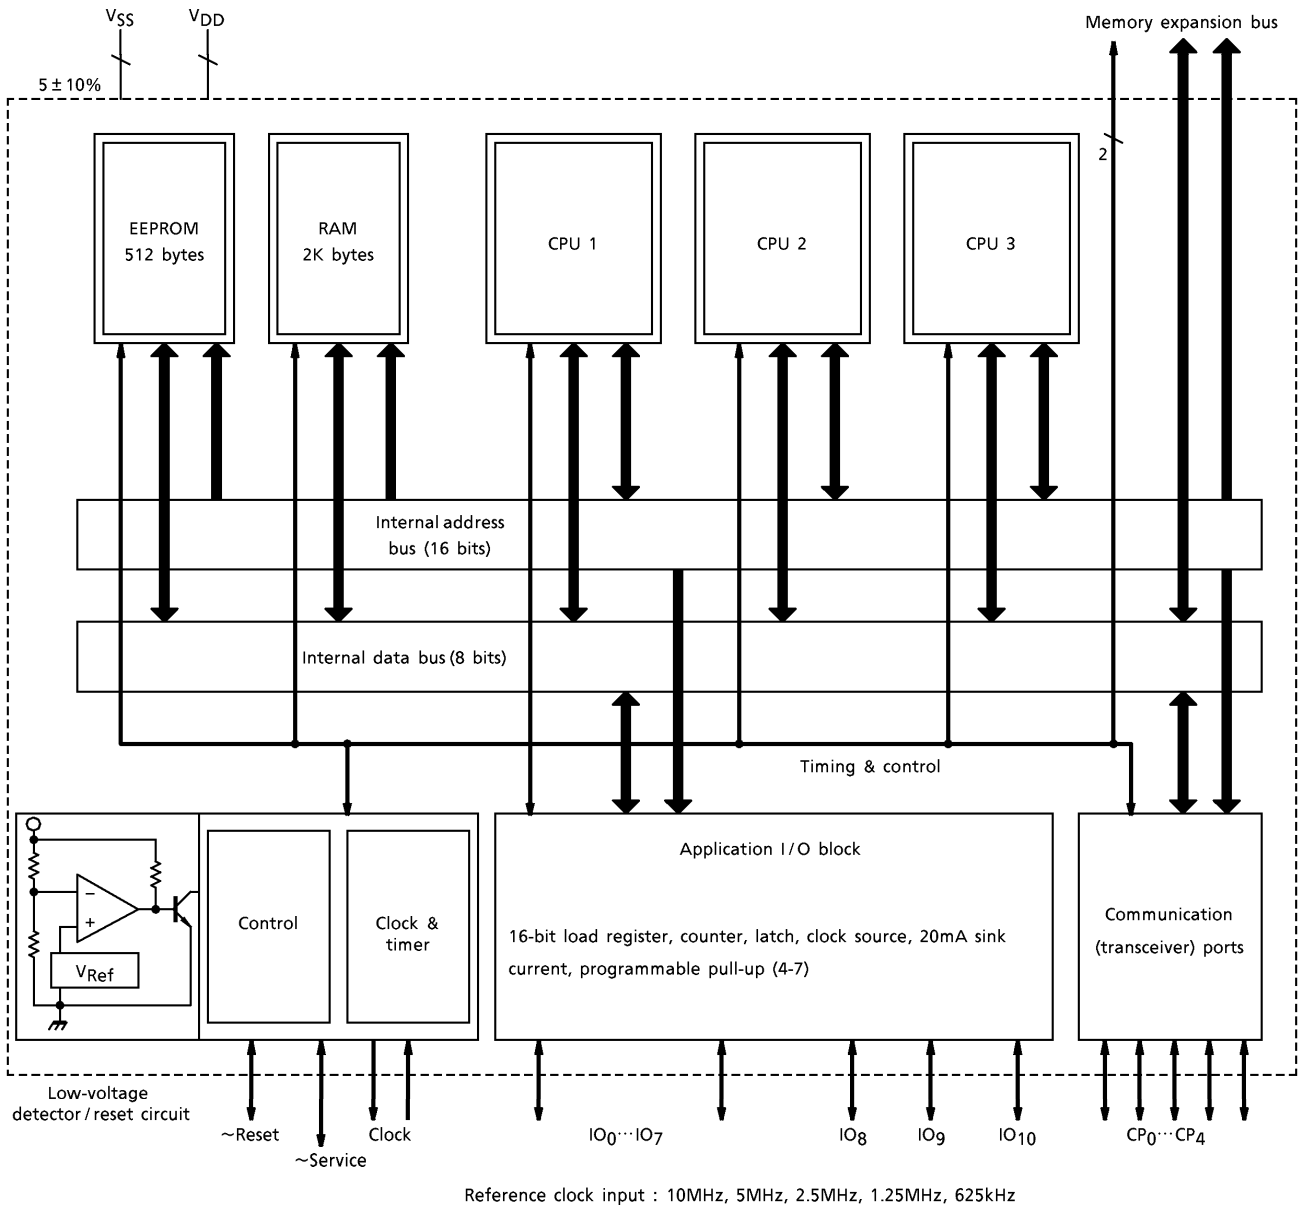 VSS
VDD
Memory expansion bus
5 ± 10%
2
EEPROM
512 bytes
RAM
2K bytes
CPU 1
CPU 2
CPU 3
Internal address
bus (16 bits)
Internal data bus (8 bits)
Timing & control
Application I/O block
16-bit load register, counter, latch, clock source, 20mA sink
current, programmable pull-up (4-7)
Communication
(transceiver) ports
Control
Clock &
timer
−
+
VRef
Low-voltage
detector/reset circuit
~Reset
~Service
Clock
IO0···IO7
IO8
IO9
IO10
CP0···CP4
Reference clock input : 10MHz, 5MHz, 2.5MHz, 1.25MHz, 625kHz